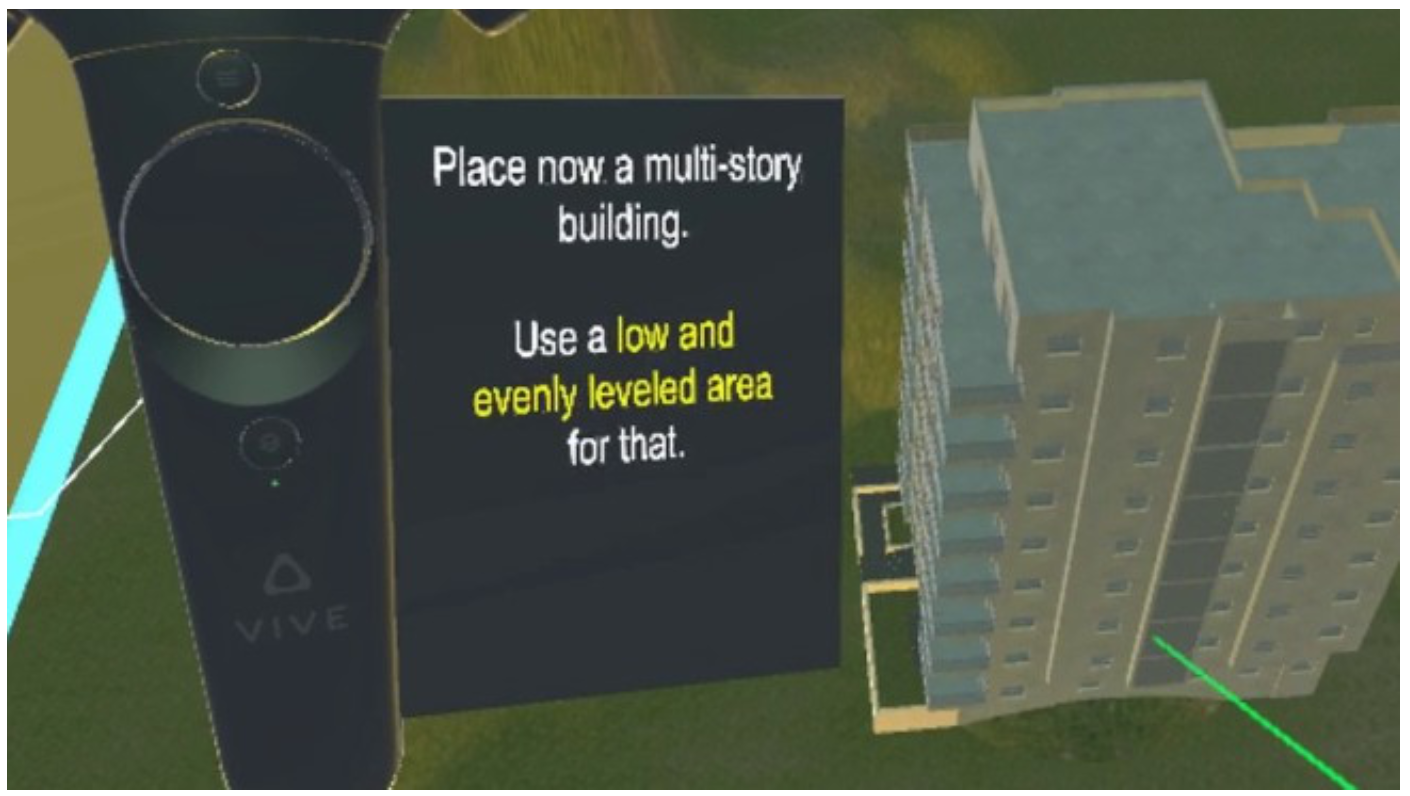 Place now a multi-story
building.
Use a low and
evenly leveled area
for that.
VIVE